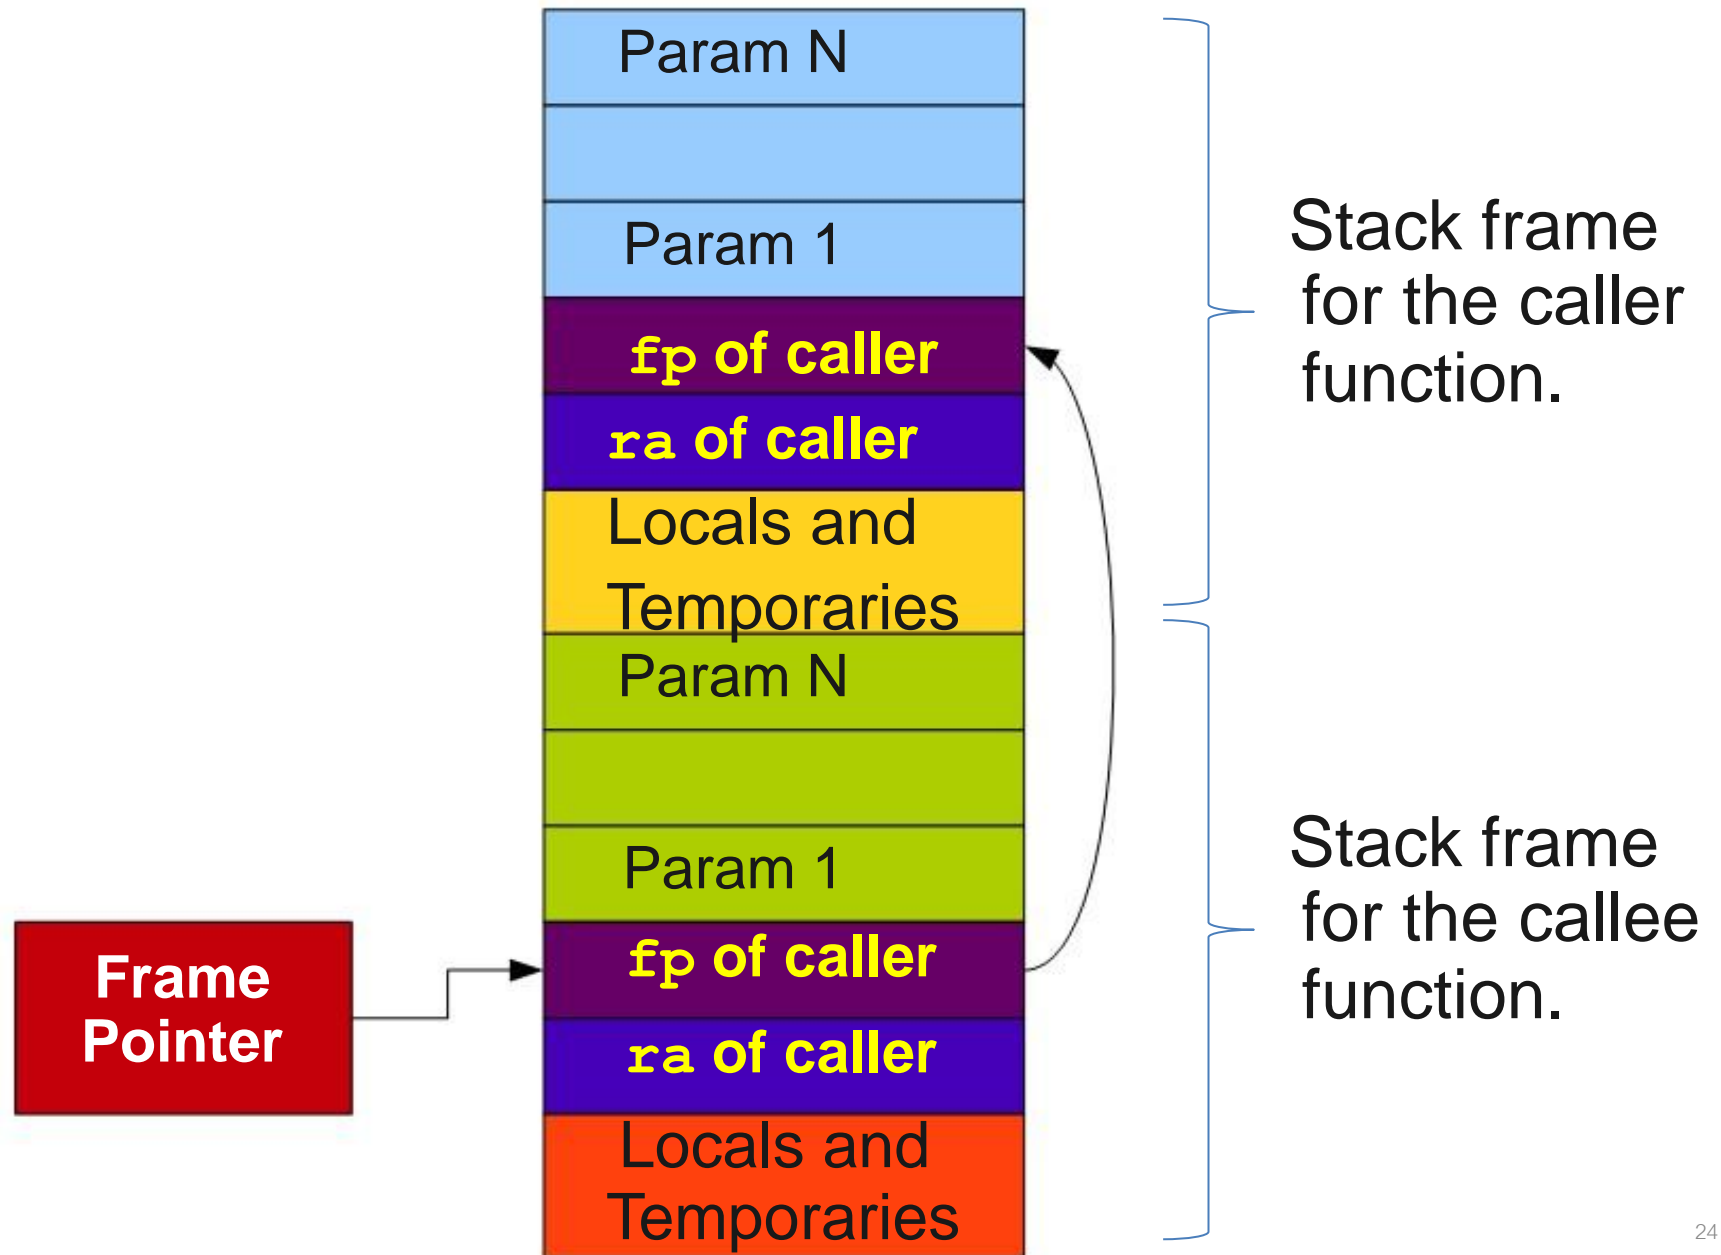 Param N
Param 1
fp of caller
ra of caller
Locals and
Temporaries
Param N
Param 1
fp of caller
ra of caller
Locals and
Temporaries
Frame
Pointer
Stack frame
for the caller
function.
Stack frame
for the callee
function.
24